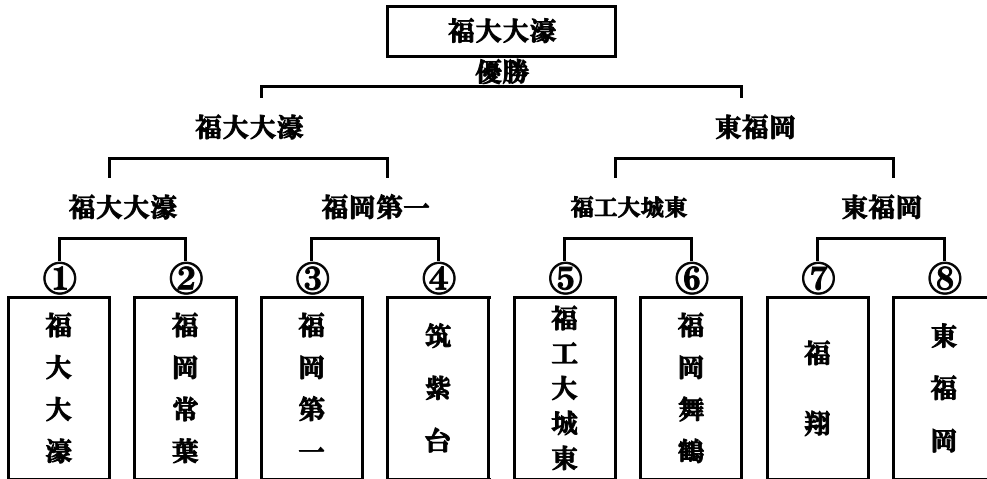 福大大濠
優勝
福大大濠
東福岡
福大大濠
福岡第一
福工大城東
東福岡
①
②
③
④
⑤
⑥
⑦
⑧
福大大濠
福岡常葉
福岡第一
筑紫台
福工大城東
福岡舞鶴
福翔
東福岡